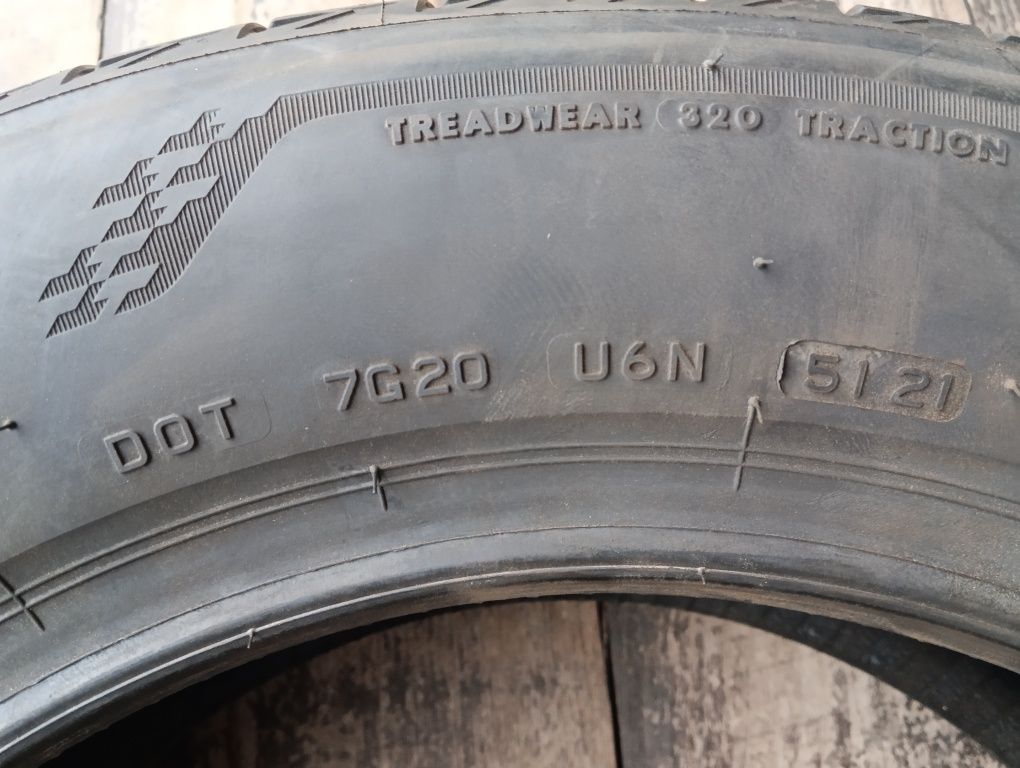 TREADWEAR 320 TRACTION
DOT 7G20 U6N 5121